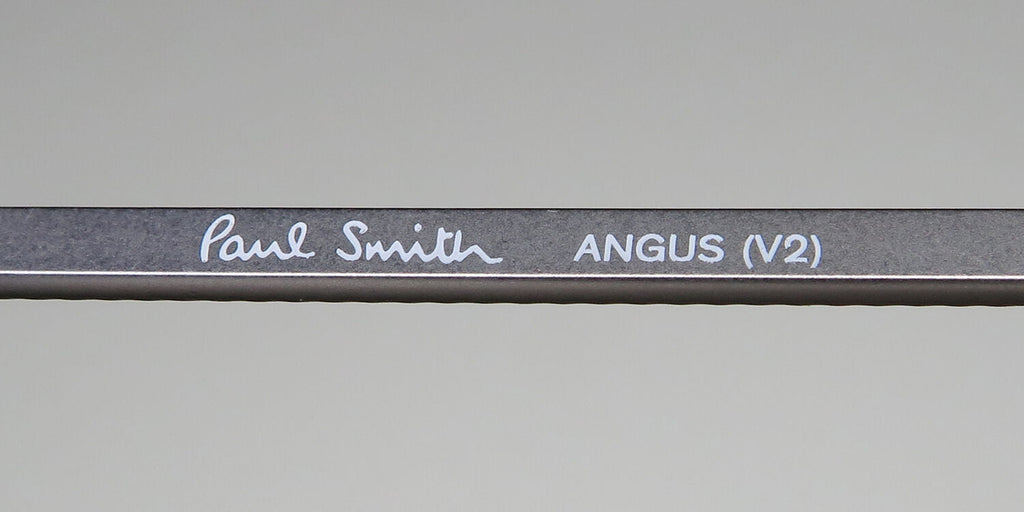 Paul Smith ANGUS (V2)